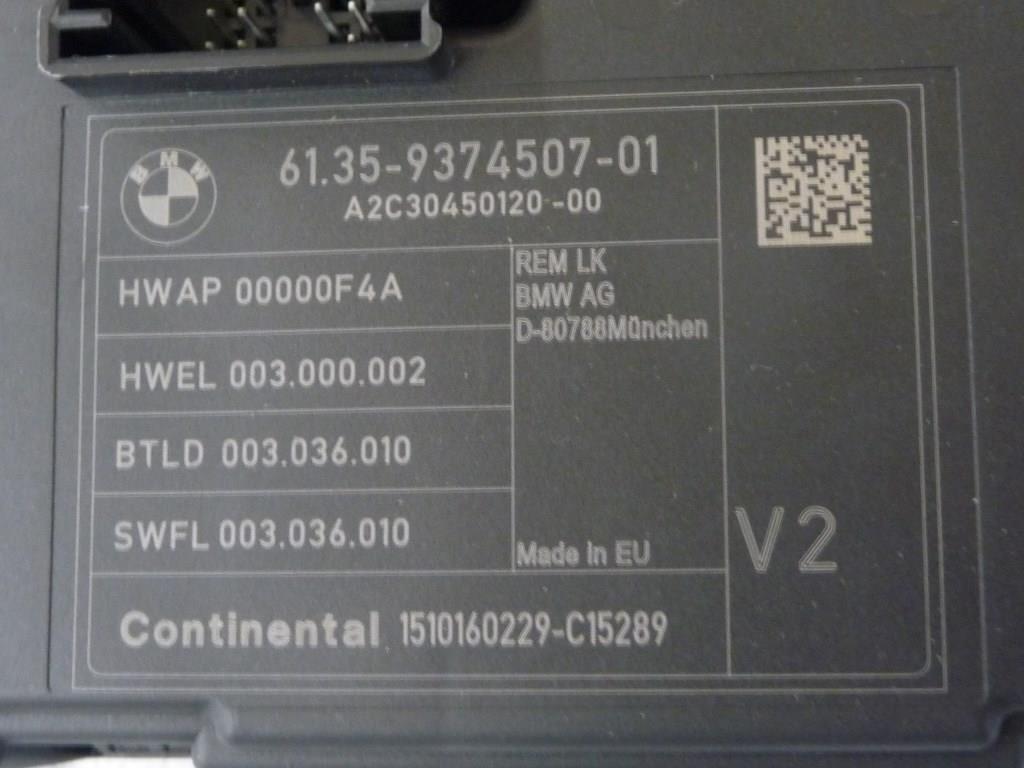 BMW
61.35-9374507-01
A2C30450120-00
HWAP 00000F4A
REM LK
BMW AG
D-80788München
HWEL 003.000.002
BTLD 003.036.010
SWFL 003.036.010
Made in EU
V2
Continental 1510160229-C15289